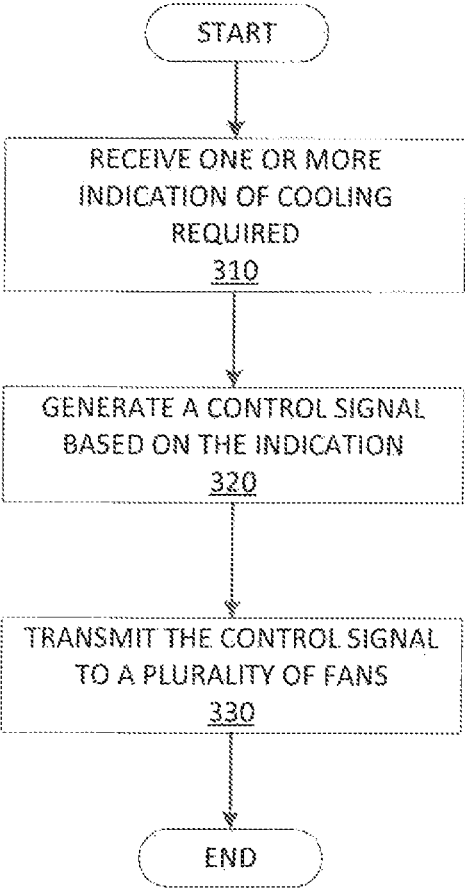 START
RECEIVE ONE OR MORE
INDICATION OF COOLING
REQUIRED
310
GENERATE A CONTROL SIGNAL
BASED ON THE INDICATION
320
TRANSMIT THE CONTROL SIGNAL
TO A PLURALITY OF FANS
330
END